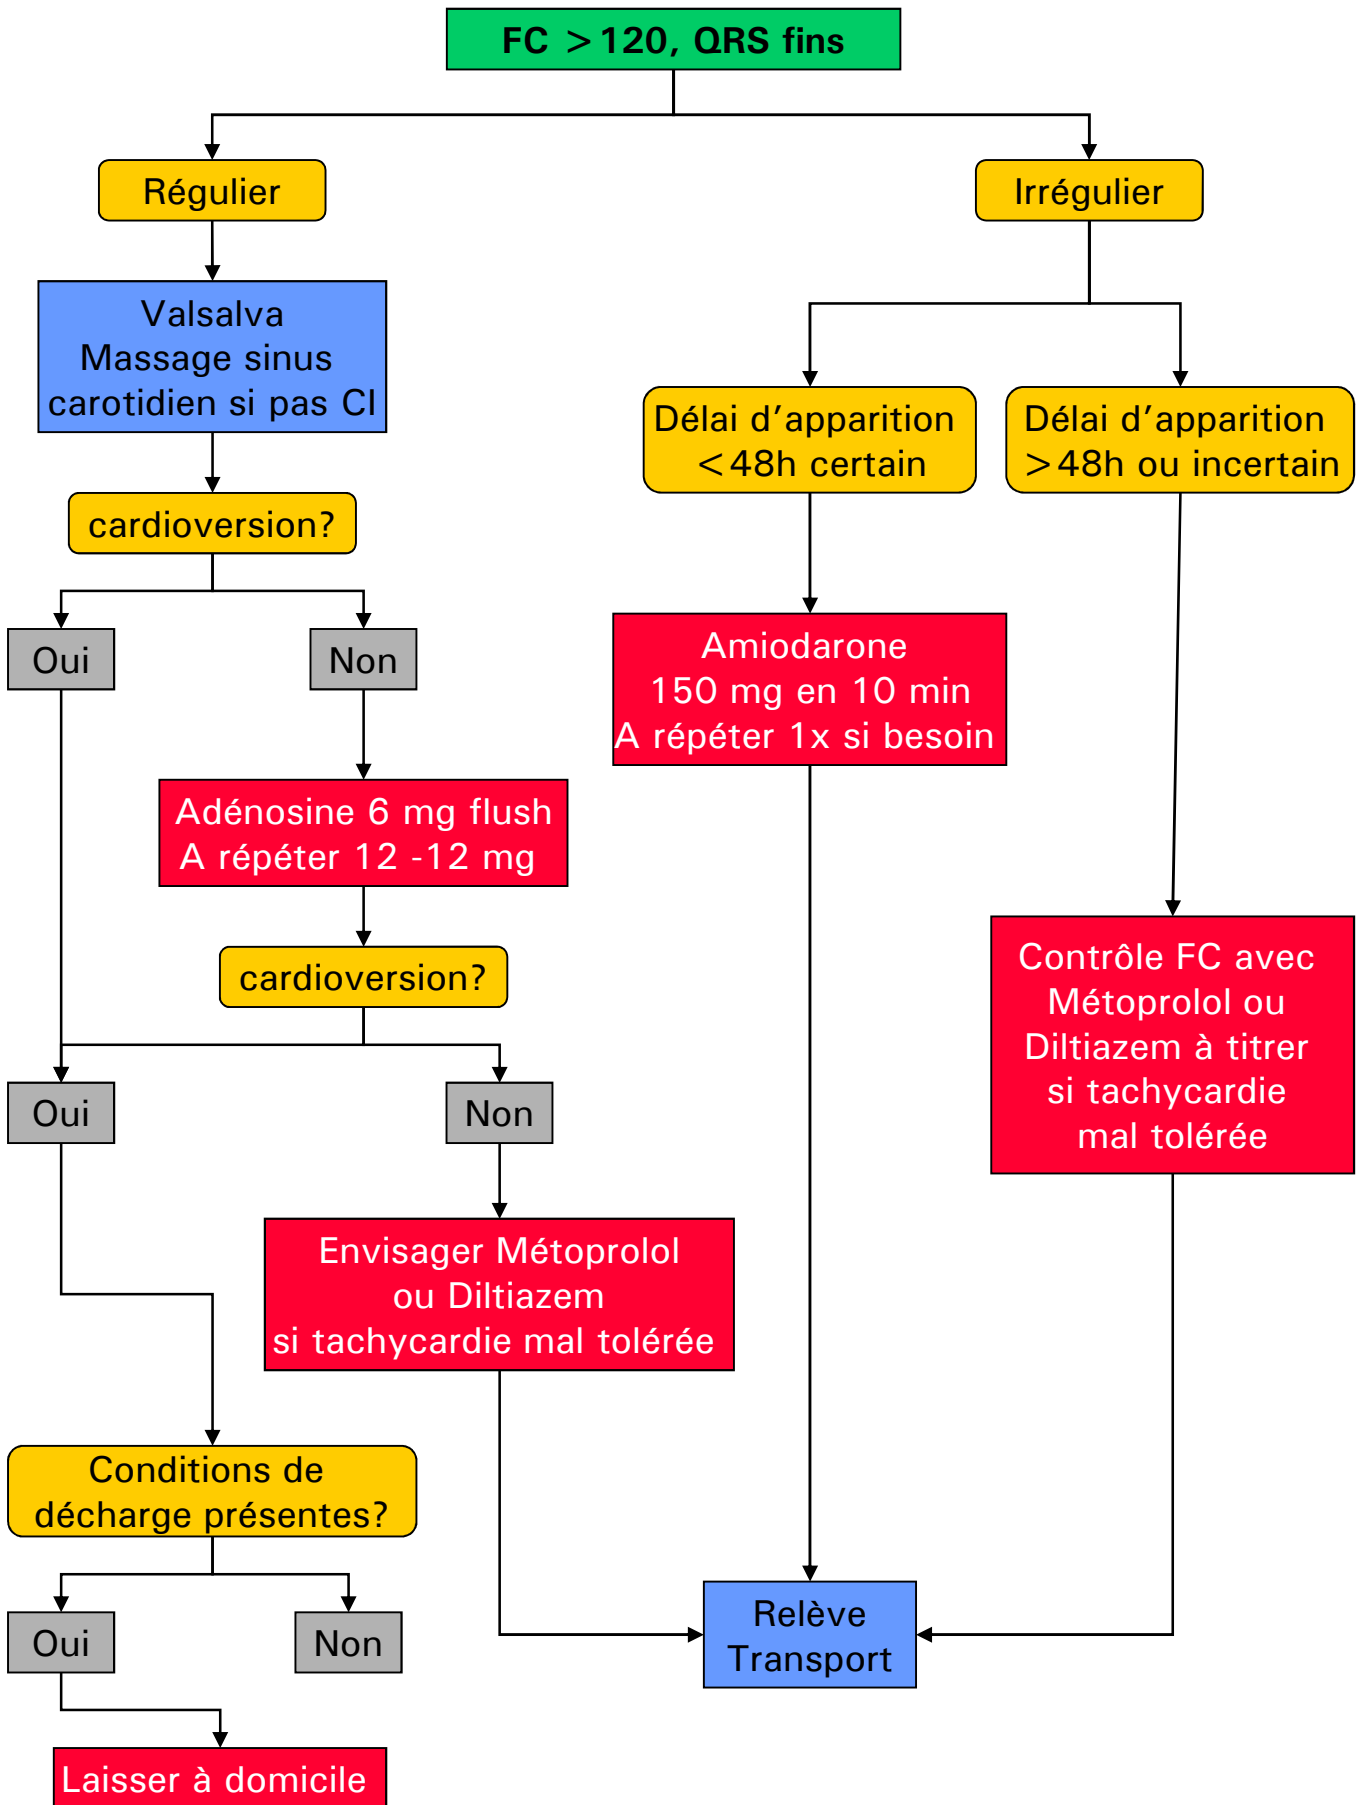 FC >120, QRS fins
Régulier
Irrégulier
Valsalva
Massage sinus
carotidien si pas CI
Délai d’apparition
<48h certain
Délai d’apparition
>48h ou incertain
cardioversion?
Oui
Non
Amiodarone
150 mg en 10 min
A répéter 1x si besoin
Adénosine 6 mg flush
A répéter 12 -12 mg
cardioversion?
Contrôle FC avec
Métoprolol ou
Diltiazem à titrer
si tachycardie
mal tolérée
Oui
Non
Envisager Métoprolol
ou Diltiazem
si tachycardie mal tolérée
Conditions de
décharge présentes?
Oui
Non
Relève
Transport
Laisser à domicile